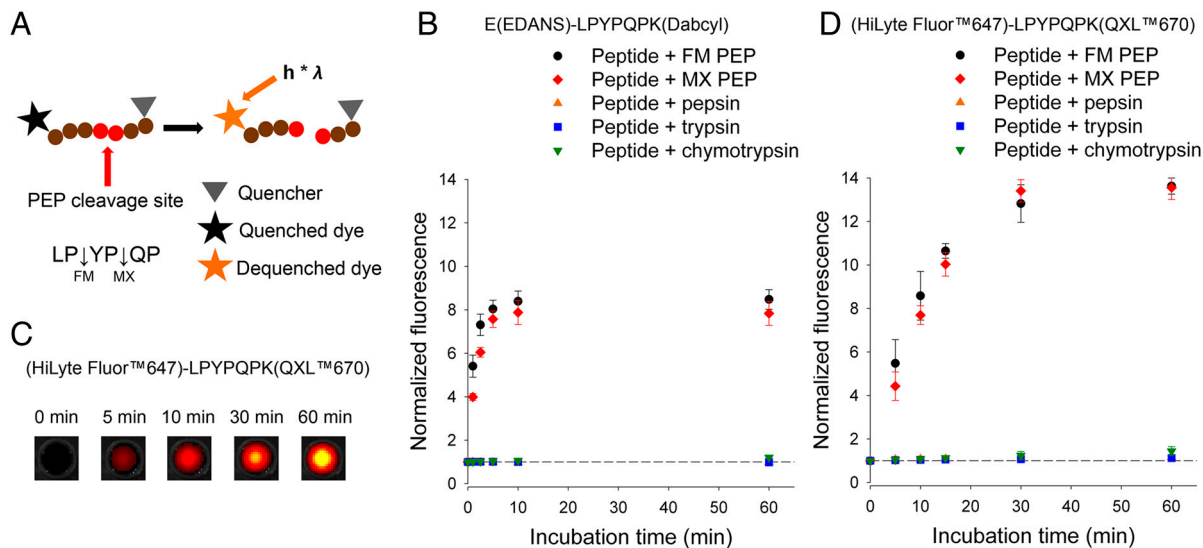 A
h * λ
PEP cleavage site
LP↓YP↓QP
FM MX
Quencher
Quenched dye
Dequenched dye
C
(HiLyte Fluor™647)-LPYPQPK(QXL™670)
0 min 5 min 10 min 30 min 60 min
B
E(EDANS)-LPYPQPK(Dabcyl)
Peptide + FM PEP
Peptide + MX PEP
Peptide + pepsin
Peptide + trypsin
Peptide + chymotrypsin
Normalized fluorescence
14
12
10
8
6
4
2
0
0 10 20 30 40 50 60
Incubation time (min)
D
(HiLyte Fluor™647)-LPYPQPK(QXL™670)
Peptide + FM PEP
Peptide + MX PEP
Peptide + pepsin
Peptide + trypsin
Peptide + chymotrypsin
Normalized fluorescence
14
12
10
8
6
4
2
0
0 10 20 30 40 50 60
Incubation time (min)